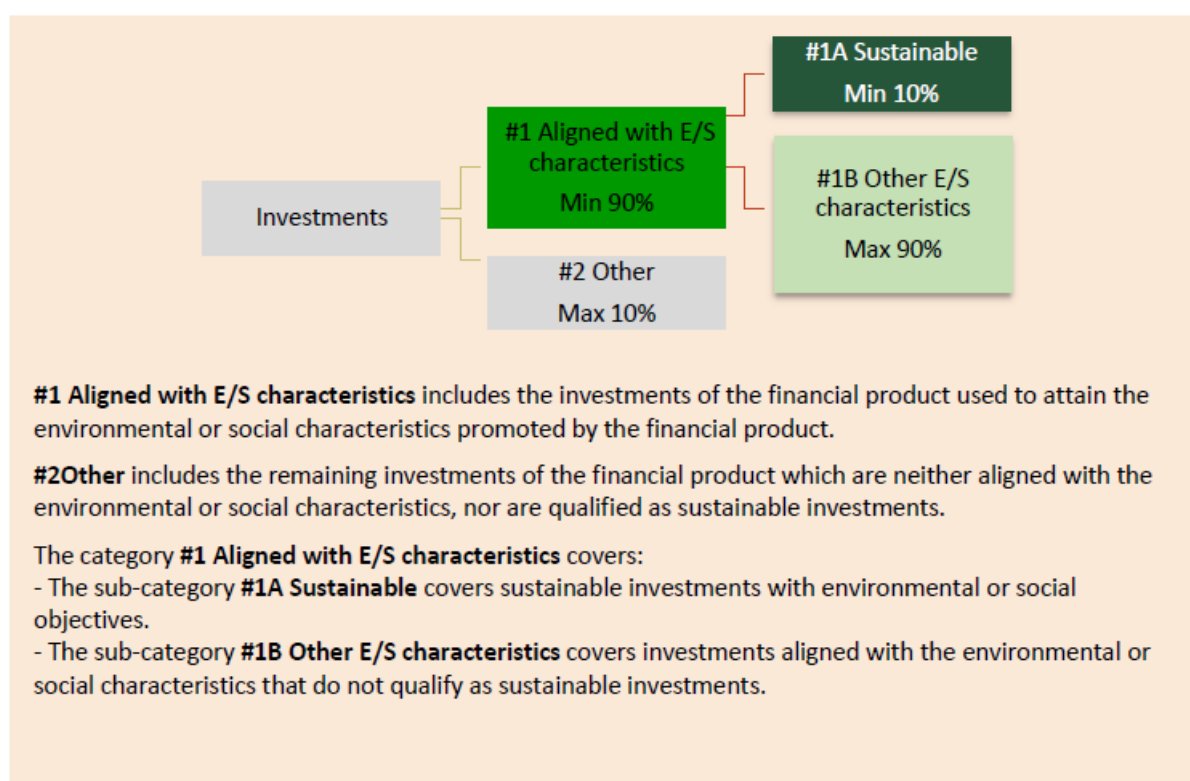 #1A Sustainable
Min 10%
#1 Aligned with E/S
characteristics
Min 90%
#1B Other E/S
characteristics
Max 90%
Investments
#2 Other
Max 10%
#1 Aligned with E/S characteristics includes the investments of the financial product used to attain the
environmental or social characteristics promoted by the financial product.
#2Other includes the remaining investments of the financial product which are neither aligned with the
environmental or social characteristics, nor are qualified as sustainable investments.
The category #1 Aligned with E/S characteristics covers:
- The sub-category #1A Sustainable covers sustainable investments with environmental or social
objectives.
- The sub-category #1B Other E/S characteristics covers investments aligned with the environmental or
social characteristics that do not qualify as sustainable investments.